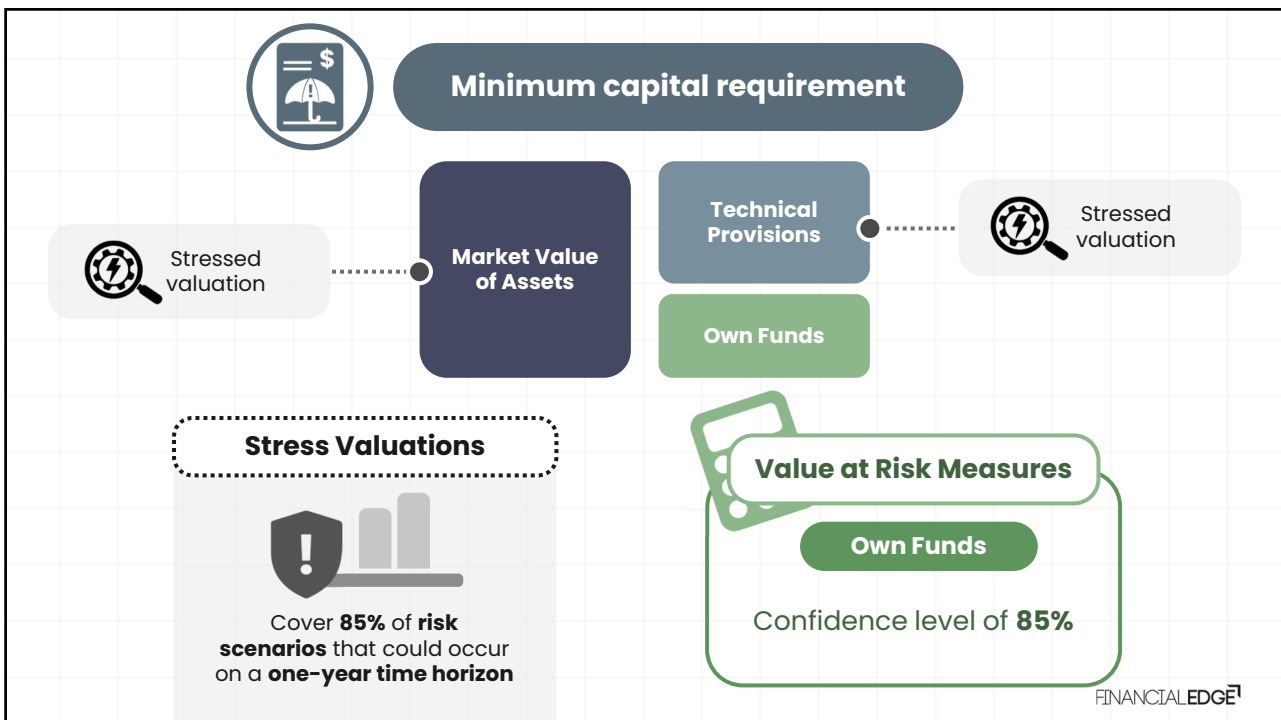 $
Minimum capital requirement
Stressed
valuation
Market Value
of Assets
Technical
Provisions
Own Funds
Stressed
valuation
Stress Valuations
!
Cover 85% of risk
scenarios that could occur
on a one-year time horizon
Value at Risk Measures
Own Funds
Confidence level of 85%
FINANCIALEDGE